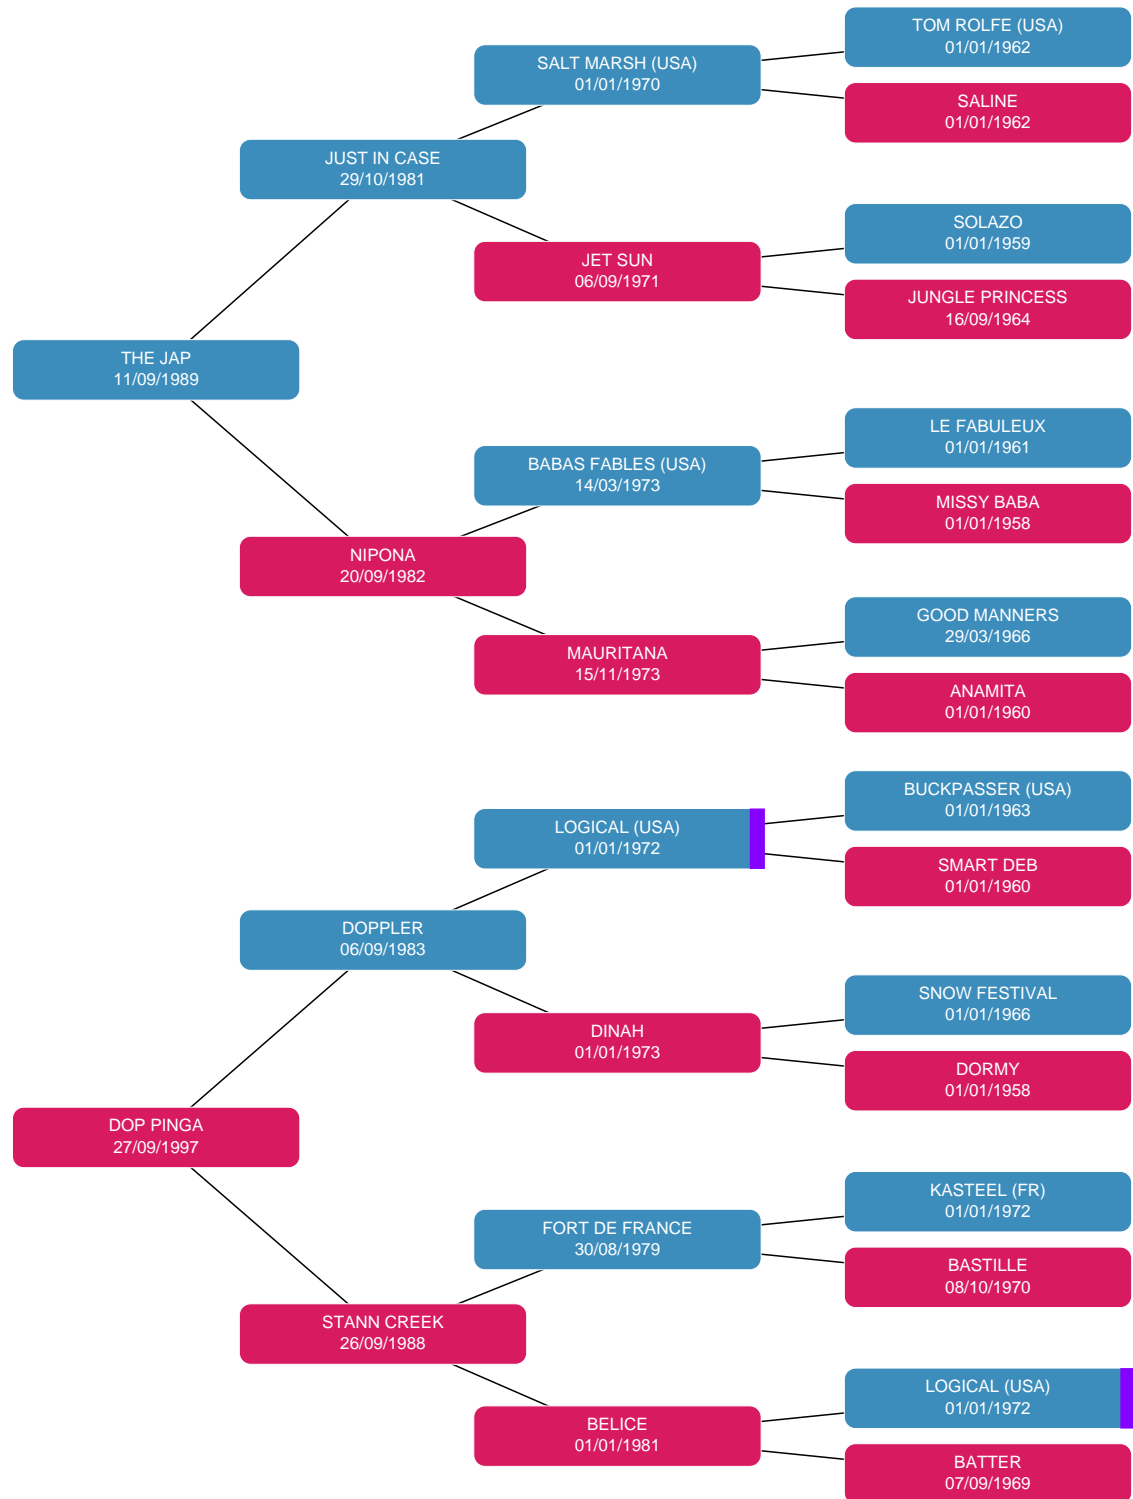 TOM ROLFE (USA)
01/01/1962
SALT MARSH (USA)
01/01/1970
SALINE
01/01/1962
JUST IN CASE
29/10/1981
SOLAZO
01/01/1959
JET SUN
06/09/1971
JUNGLE PRINCESS
16/09/1964
THE JAP
11/09/1989
LE FABULEUX
01/01/1961
BABAS FABLES (USA)
14/03/1973
MISSY BABA
01/01/1958
NIPONA
20/09/1982
GOOD MANNERS
29/03/1966
MAURITANA
15/11/1973
ANAMITA
01/01/1960
BUCKPASSER (USA)
01/01/1963
LOGICAL (USA)
01/01/1972
SMART DEB
01/01/1960
DOPPLER
06/09/1983
SNOW FESTIVAL
01/01/1966
DINAH
01/01/1973
DORMY
01/01/1958
DOP PINGA
27/09/1997
KASTEEL (FR)
01/01/1972
FORT DE FRANCE
30/08/1979
BASTILLE
08/10/1970
STANN CREEK
26/09/1988
LOGICAL (USA)
01/01/1972
BELICE
01/01/1981
BATTER
07/09/1969